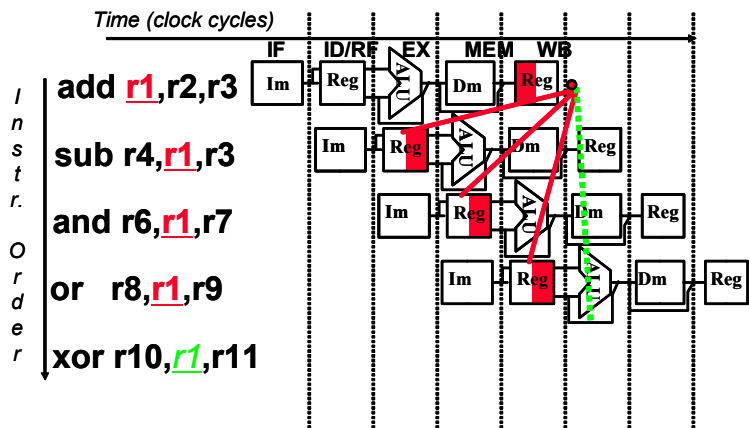 Time (clock cycles)
IF ID/RF EX MEM WB
Instr. Order
add r1,r2,r3
Im Reg ALU Dm Reg
sub r4,r1,r3
Im Reg ALU Dm Reg
and r6,r1,r7
Im Reg ALU Dm Reg
or r8,r1,r9
Im Reg ALU Dm Reg
xor r10,r1,r11